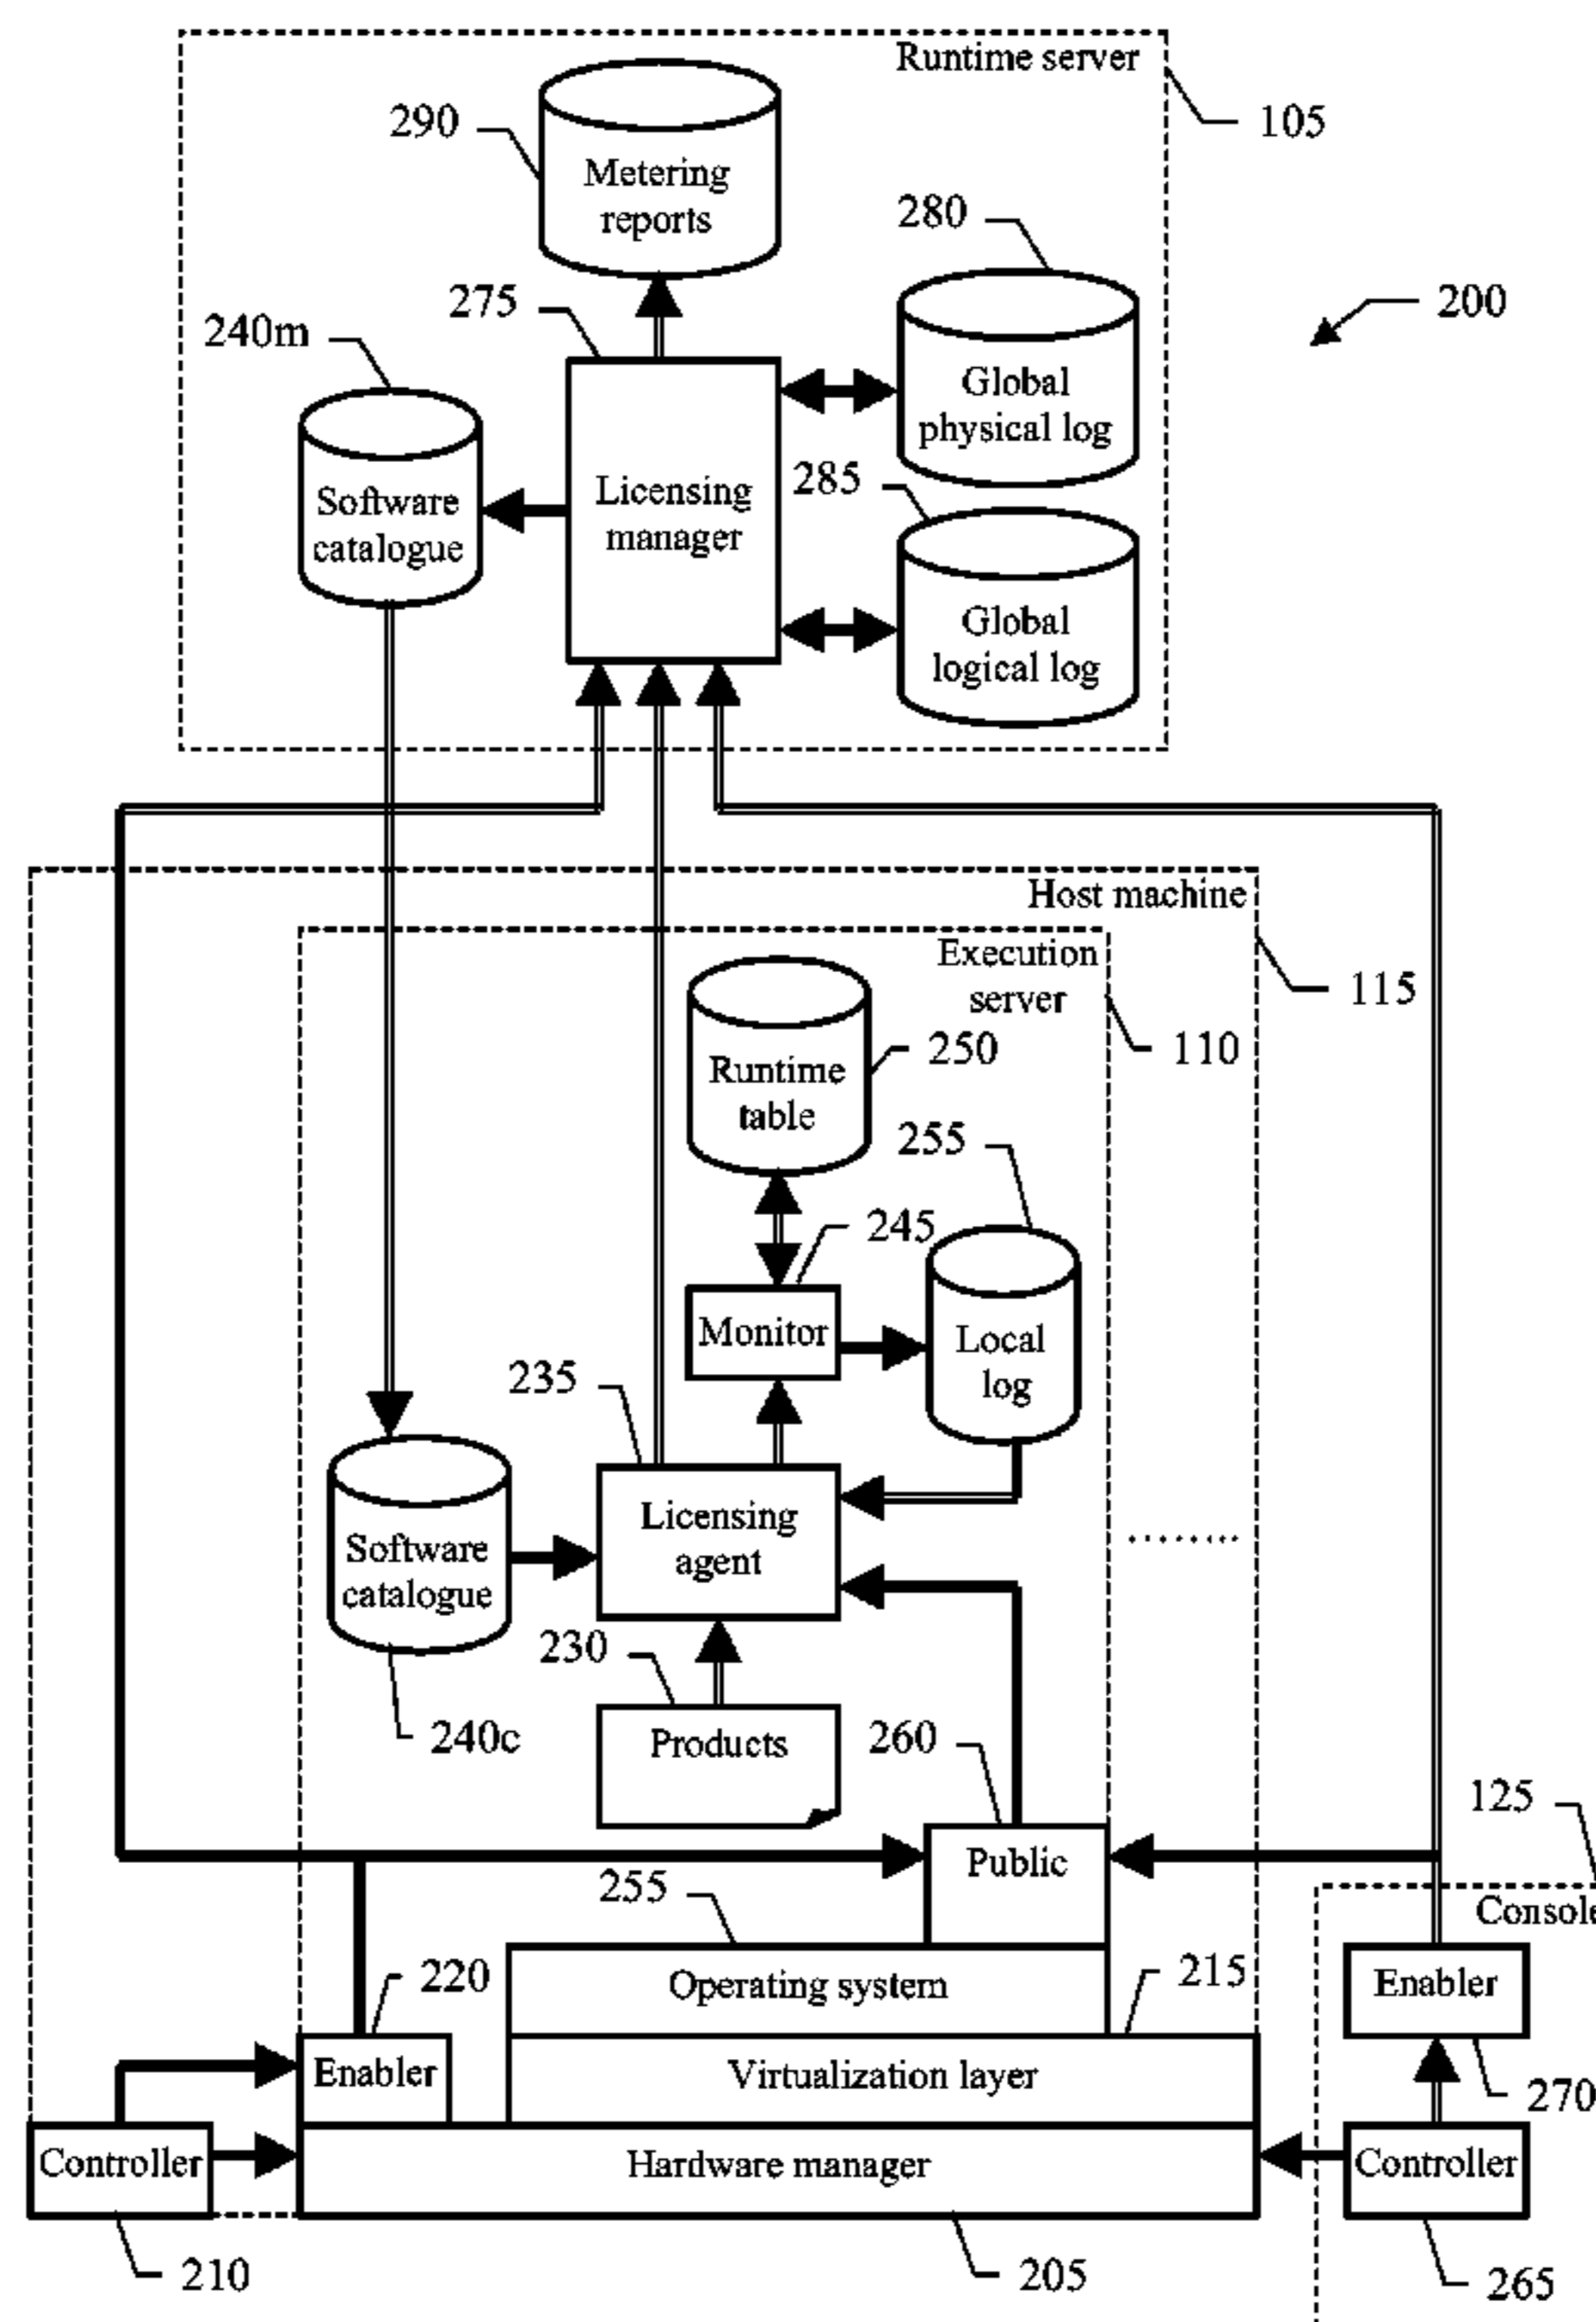 Runtime server
105
290
Metering
reports
280
275
200
240m
Global
physical log
Software
catalogue
Licensing
manager
285
Global
logical log
Host machine
Execution
server
115
110
250
Runtime
table
255
245
Monitor
Local
log
235
Licensing
agent
Software
catalogue
........
230
240c
Products
260
125
Public
255
Console
220
Operating system
215
Enabler
Enabler
Virtualization layer
270
Controller
Hardware manager
Controller
210
205
265